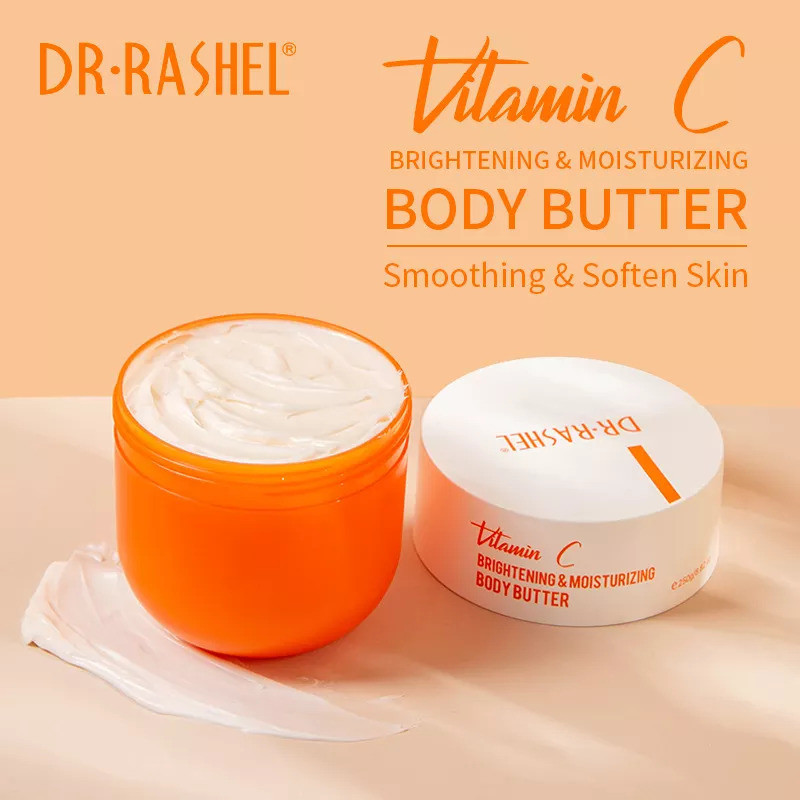 DR·RASHEL®
Vitamin C
BRIGHTENING & MOISTURIZING
BODY BUTTER
Smoothing & Soften Skin
DR·RASHEL®
Vitamin C
BRIGHTENING & MOISTURIZING
BODY BUTTER